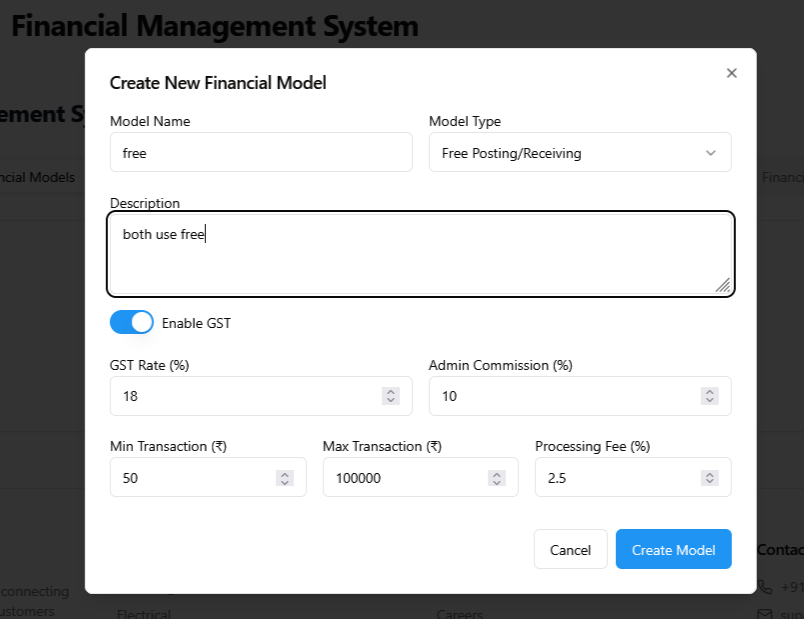 Financial Management System
Create New Financial Model
ement S
Model Name
Model Type
free
Free Posting/Receiving
ncial Models
Financ
Description
both use free
Enable GST
GST Rate (%)
Admin Commission (%)
18
10
Min Transaction (₹)
Max Transaction (₹)
Processing Fee (%)
50
100000
2.5
Cancel
Create Model
Contac
+91
connecting
ustomers
Electrical
Careers
sup